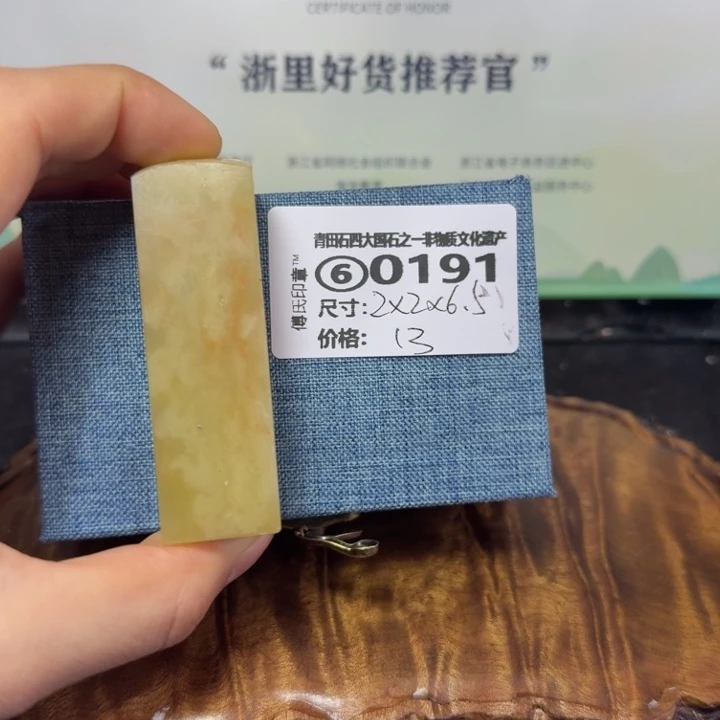 CERTIFICATE OF HONOR
“浙里好货推荐官”
青田石四大国石之一非物质文化遗产
傅氏印章™
⑥0191
尺寸:2x2x6.5
价格: 13